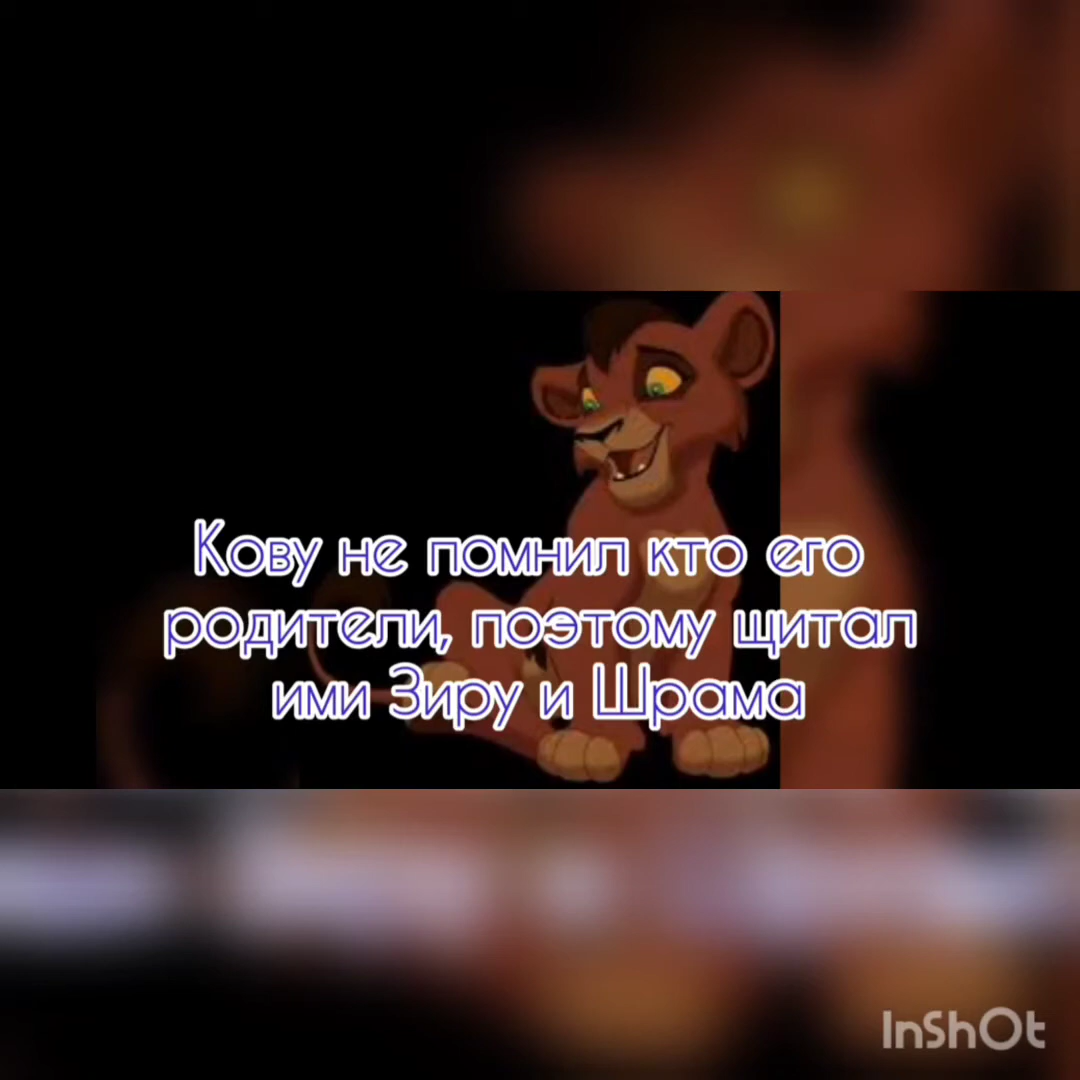 Кову не помнил кто его
родители, поэтому щитал
ими Зиру и Шрама
InShOt